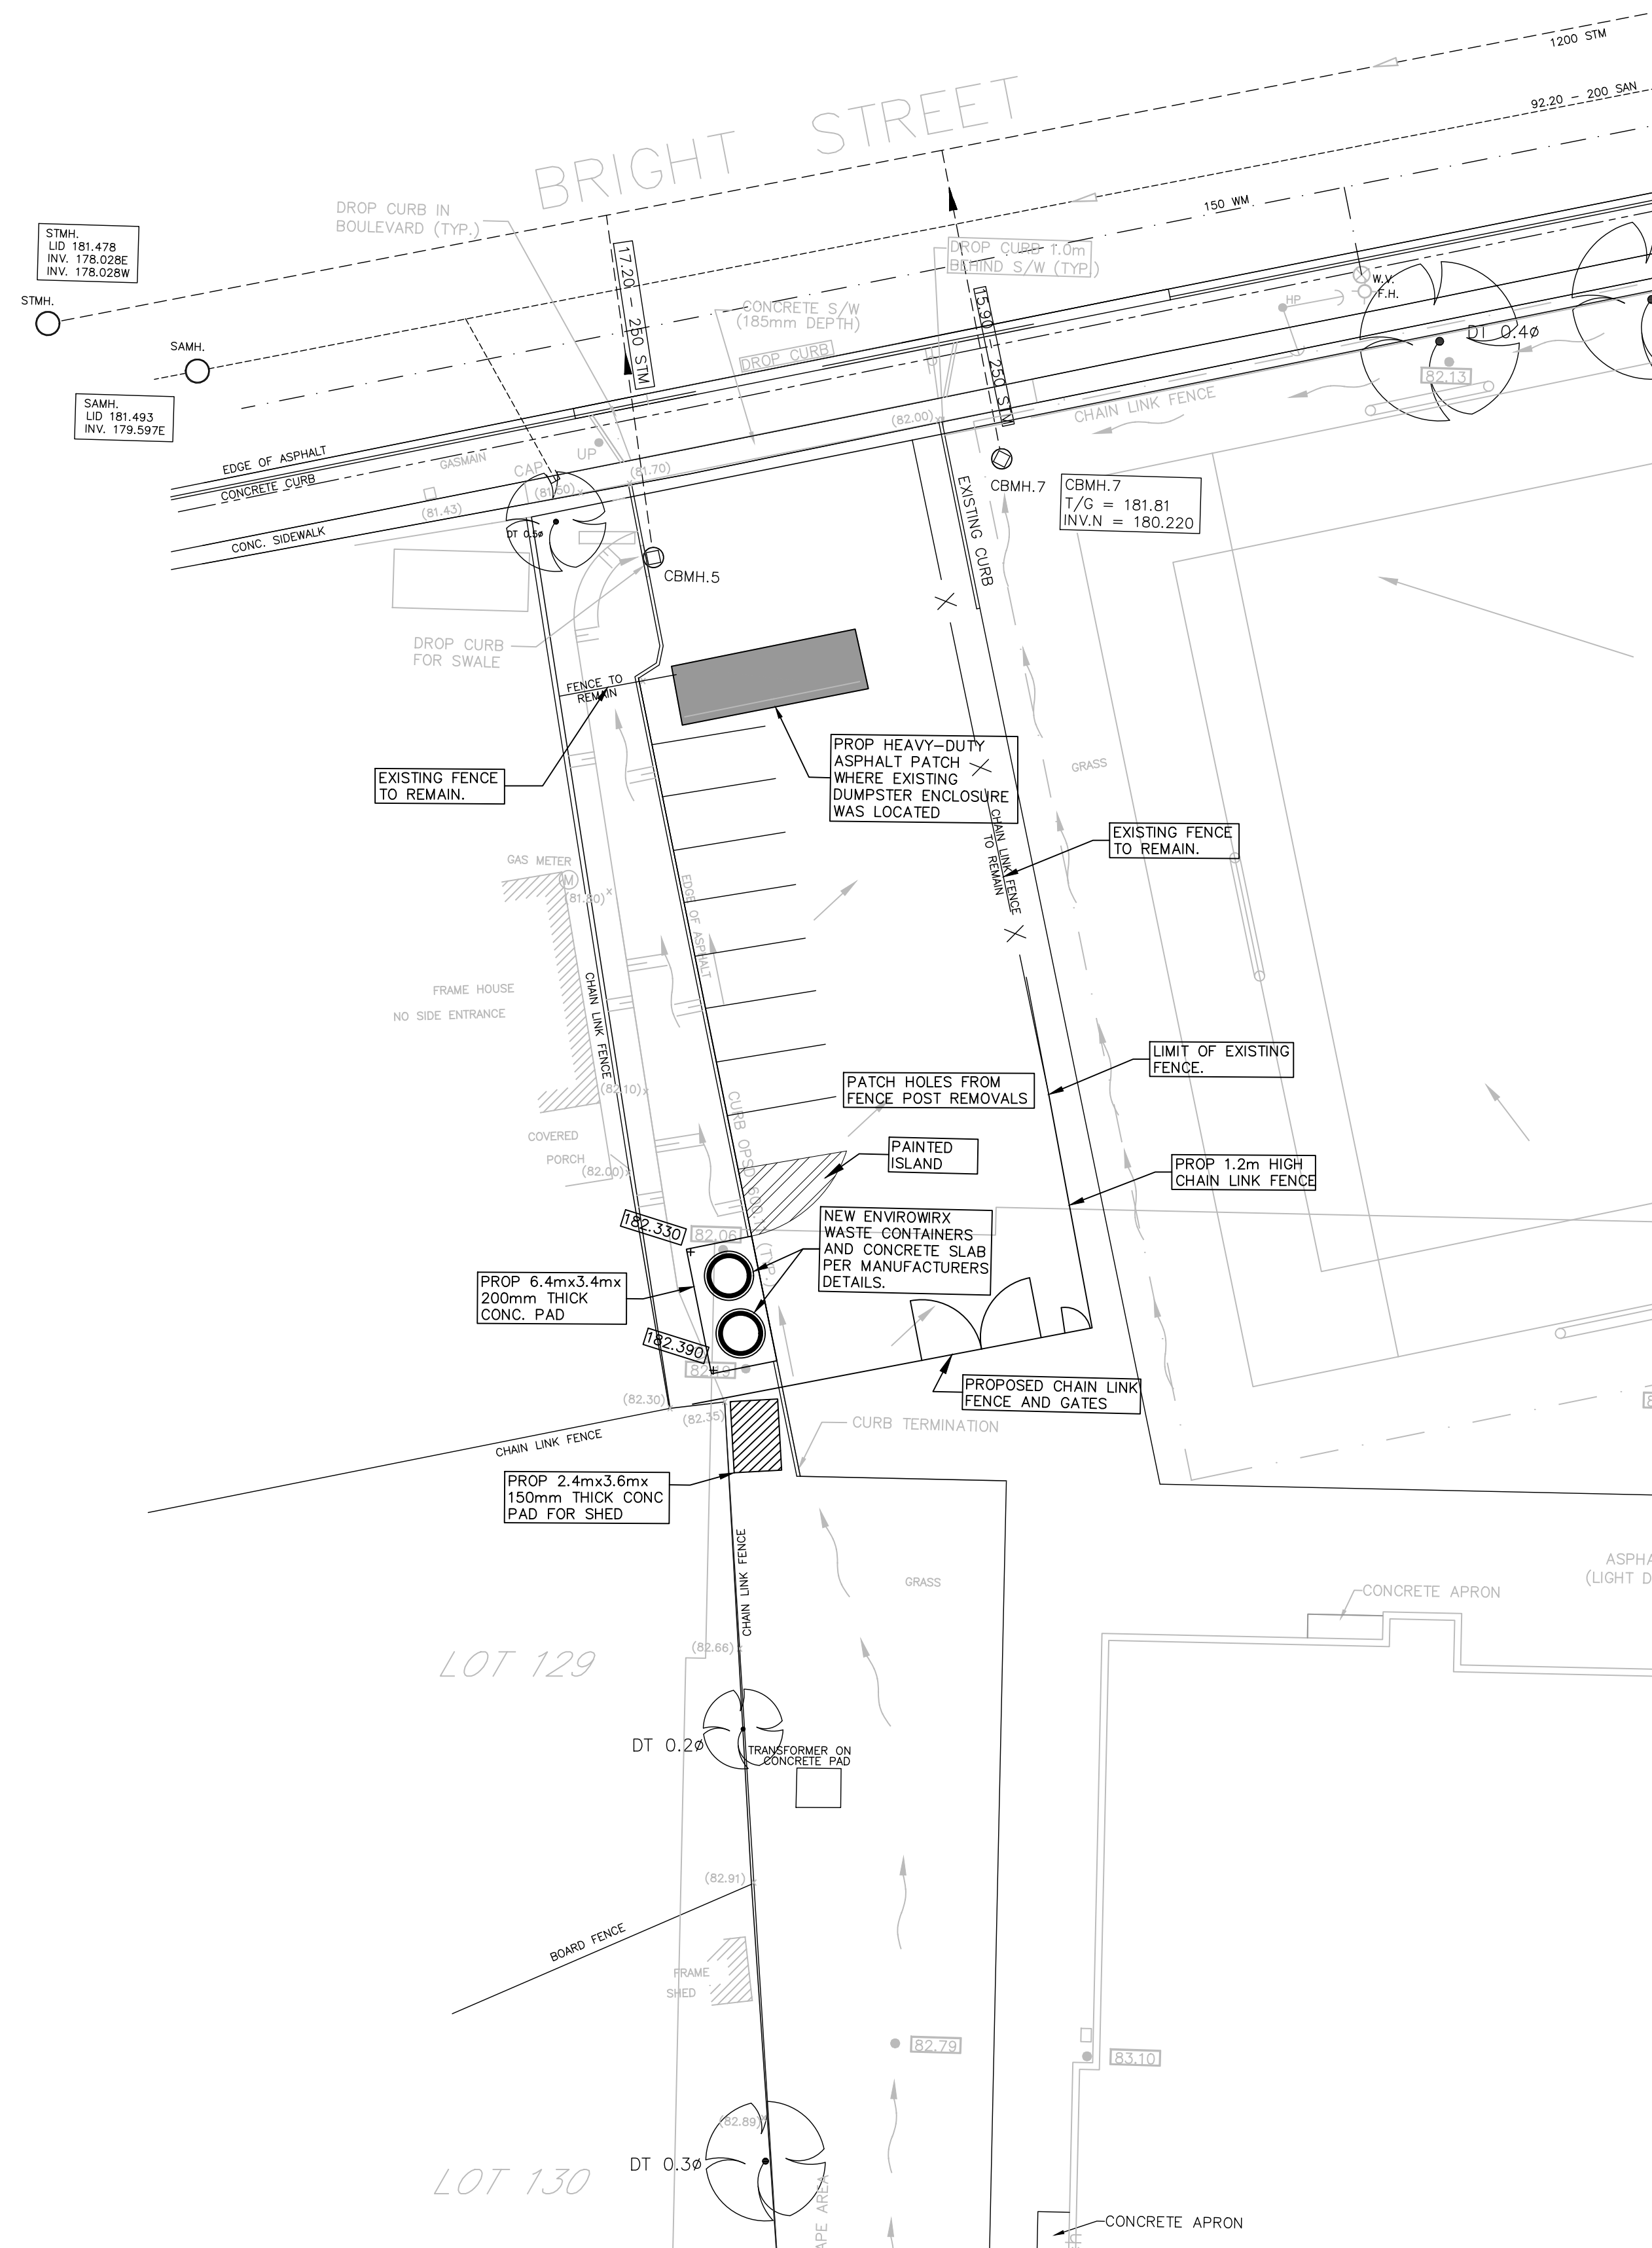 1200 STM
92.20 - 200 SAN
BRIGHT STREET
150 WM
DROP CURB IN
BOULEVARD (TYP.)
STMH.
LID 181.478
INV. 178.028E
INV. 178.028W
STMH.
SAMH.
SAMH.
LID 181.493
INV. 179.597E
17.20 - 250 STM
DROP CURB 1.0m
BEHIND S/W (TYP.)
CONCRETE S/W
(185mm DEPTH)
DROP CURB
15.90 - 250 STM
HP
W.V.
F.H.
DT 0.4ø
82.13
CHAIN LINK FENCE
(82.00)
EDGE OF ASPHALT
CONCRETE CURB
GASMAIN
CAP
UP
(81.70)
(81.50)
(81.43)
CONC. SIDEWALK
DT 0.5ø
CBMH.5
EXISTING CURB
CBMH.7
CBMH.7
T/G = 181.81
INV.N = 180.220
DROP CURB
FOR SWALE
FENCE TO
REMAIN
EXISTING FENCE
TO REMAIN.
PROP HEAVY-DUTY
ASPHALT PATCH
WHERE EXISTING
DUMPSTER ENCLOSURE
WAS LOCATED
GRASS
CHAIN LINK FENCE
TO REMAIN
EXISTING FENCE
TO REMAIN.
GAS METER
M
(81.80)
EDGE OF ASPHALT
FRAME HOUSE
NO SIDE ENTRANCE
CHAIN LINK FENCE
LIMIT OF EXISTING
FENCE.
PATCH HOLES FROM
FENCE POST REMOVALS
(82.10)
COVERED
PORCH
(82.00)
CURB OPSD 600.11 (TYP.)
PAINTED
ISLAND
PROP 1.2m HIGH
CHAIN LINK FENCE
182.330
82.06
NEW ENVIROWIRX
WASTE CONTAINERS
AND CONCRETE SLAB
PER MANUFACTURERS
DETAILS.
PROP 6.4mx3.4mx
200mm THICK
CONC. PAD
182.390
82.19
(82.30)
(82.35)
PROPOSED CHAIN LINK
FENCE AND GATES
CURB TERMINATION
CHAIN LINK FENCE
PROP 2.4mx3.6mx
150mm THICK CONC
PAD FOR SHED
CHAIN LINK FENCE
GRASS
CONCRETE APRON
(82.66)
LOT 129
DT 0.2ø
TRANSFORMER ON
CONCRETE PAD
(82.91)
BOARD FENCE
FRAME
SHED
82.79
83.10
(82.89)
DT 0.3ø
LOT 130
AREA
CONCRETE APRON